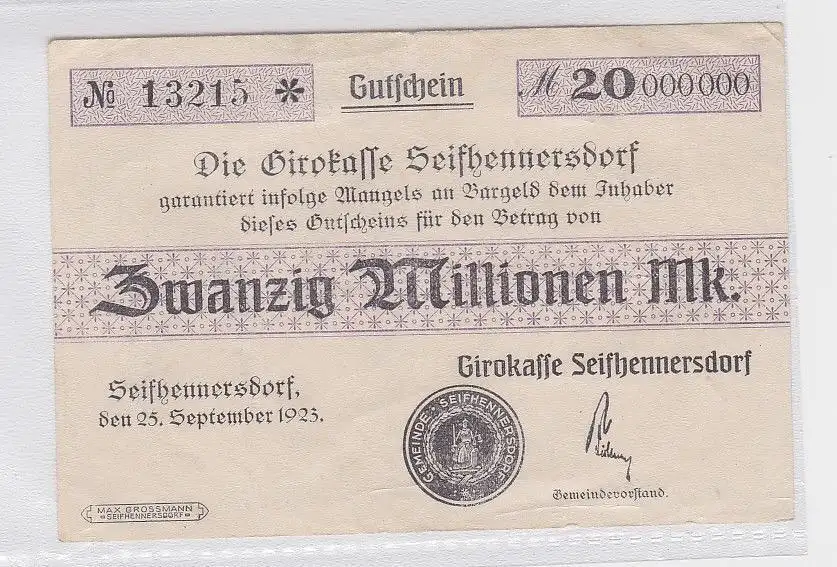 № 13215 *
Gutschein
M 20000000
Die Girokasse Seifhennersdorf
garantiert infolge Mangels an Bargeld dem Inhaber
dieses Gutscheins für den Betrag von
Zwanzig Millionen Mk.
Girokasse Seifhennersdorf
Seifhennersdorf,
den 25. September 1923.
GEMEINDE SEIFHENNERSDORF
Gemeindevorstand.
MAX GROSSMANN
SEIFHENNERSDORF